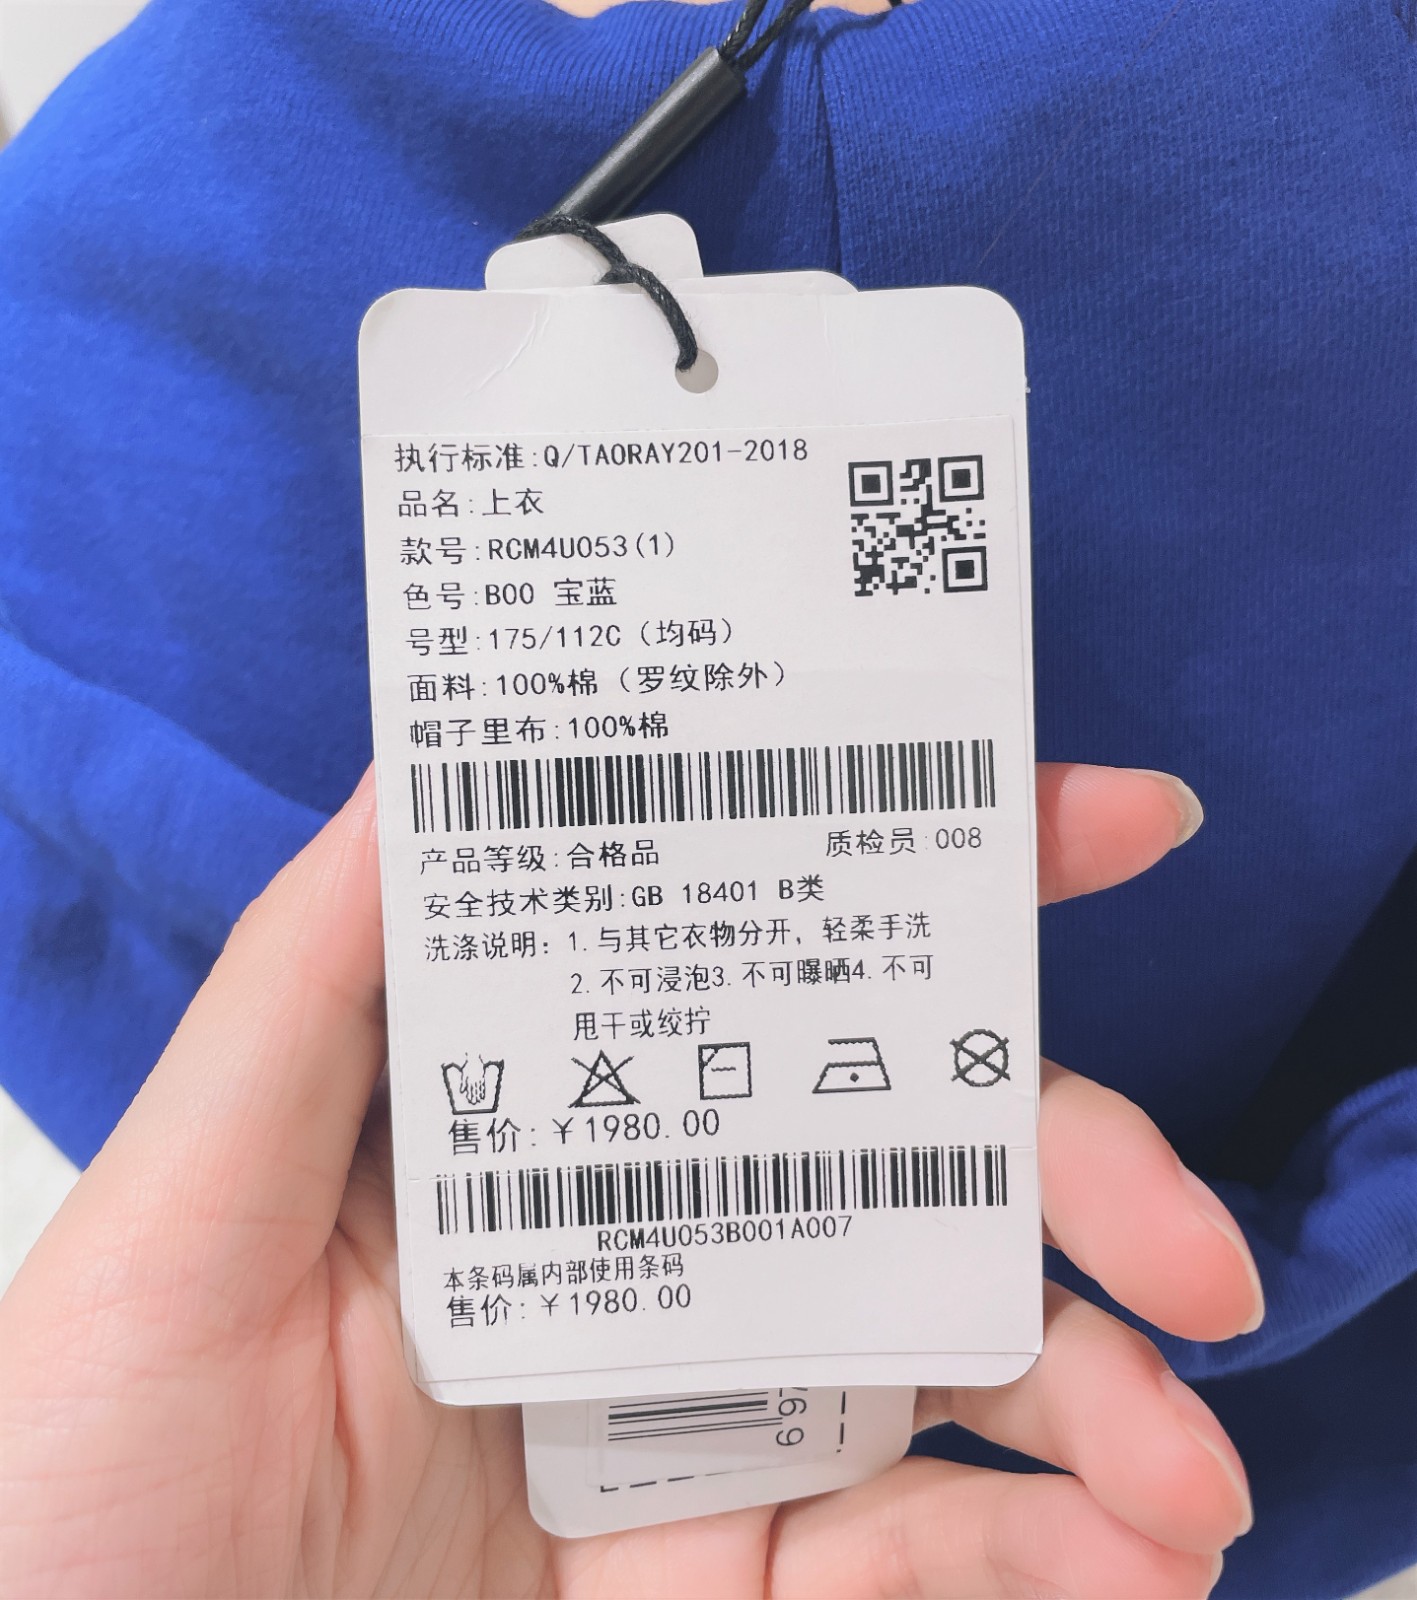 执行标准:Q/TAORAY201-2018
品名:上衣
款号:RCM4U053(1)
色号:B00 宝蓝
号型:175/112C（均码）
面料:100%棉（罗纹除外）
帽子里布:100%棉
产品等级:合格品 质检员:008
安全技术类别:GB 18401 B类
洗涤说明: 1.与其它衣物分开，轻柔手洗
2.不可浸泡3.不可曝晒4.不可
甩干或绞拧
售价:￥1980.00
RCM4U053B001A007
本条码属内部使用条码
售价:￥1980.00